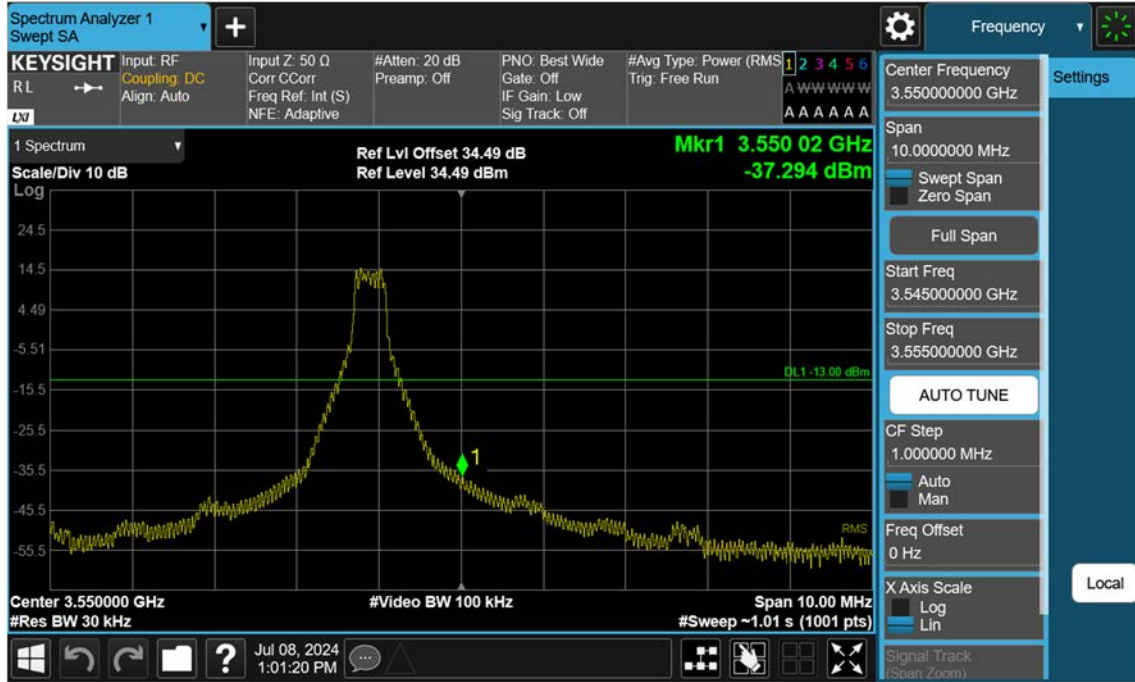 Spectrum Analyzer 1
Swept SA
+
Frequency
KEYSIGHT
R L
LXI
Input: RF
Coupling: DC
Align: Auto
Input Z: 50 Ω
Corr CCorr
Freq Ref: Int (S)
NFE: Adaptive
#Atten: 20 dB
Preamp: Off
PNO: Best Wide
Gate: Off
IF Gain: Low
Sig Track: Off
#Avg Type: Power (RMS
Trig: Free Run
1 2 3 4 5 6
A W W W W W
A A A A A A
1 Spectrum
Scale/Div 10 dB
Log
Ref Lvl Offset 34.49 dB
Ref Level 34.49 dBm
Mkr1 3.550 02 GHz
-37.294 dBm
24.5
14.5
4.49
-5.51
DL1 -13.00 dBm
-15.5
-25.5
1
-35.5
-45.5
RMS
-55.5
Center 3.550000 GHz
#Video BW 100 kHz
Span 10.00 MHz
#Res BW 30 kHz
#Sweep ~1.01 s (1001 pts)
?
Jul 08, 2024
1:01:20 PM
Center Frequency
3.550000000 GHz
Settings
Span
10.0000000 MHz
Swept Span
Zero Span
Full Span
Start Freq
3.545000000 GHz
Stop Freq
3.555000000 GHz
AUTO TUNE
CF Step
1.000000 MHz
Auto
Man
Freq Offset
0 Hz
X Axis Scale
Log
Lin
Local
Signal Track
(Span Zoom)